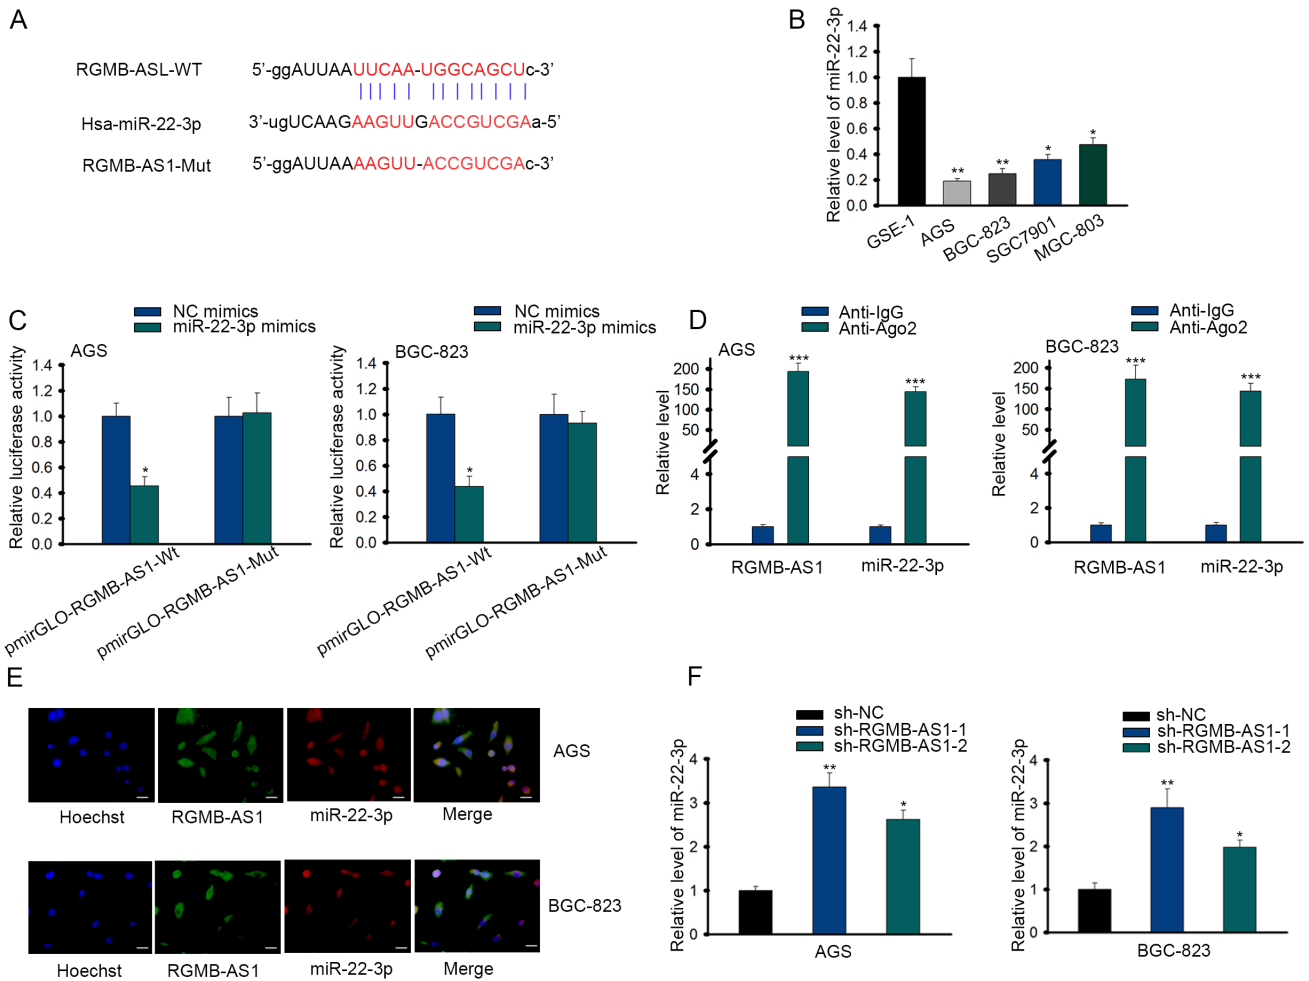 A
RGMB-ASL-WT 5’-ggAUUAAUUCAA-UGGCAGCUc-3’
Hsa-miR-22-3p 3’-ugUCAAGAAGUUGACCGUCGAa-5’
RGMB-AS1-Mut 5’-ggAUUAAAAGUU-ACCGUCGAc-3’
B
Relative level of miR-22-3p
1.4
1.2
1.0
0.8
0.6
0.4
0.2
0.0
** ** * *
GSE-1 AGS BGC-823 SGC7901 MGC-803
C
NC mimics
miR-22-3p mimics
AGS
Relative luciferase activity
1.4
1.2
1.0
0.8
0.6
0.4
0.2
0.0
*
pmirGLO-RGMB-AS1-Wt
pmirGLO-RGMB-AS1-Mut
NC mimics
miR-22-3p mimics
BGC-823
Relative luciferase activity
1.4
1.2
1.0
0.8
0.6
0.4
0.2
0.0
*
pmirGLO-RGMB-AS1-Wt
pmirGLO-RGMB-AS1-Mut
D
Anti-IgG
Anti-Ago2
AGS
Relative level
200
150
100
50
4
2
0
*** ***
RGMB-AS1 miR-22-3p
Anti-IgG
Anti-Ago2
BGC-823
Relative level
200
150
100
50
4
2
0
*** ***
RGMB-AS1 miR-22-3p
E
AGS
Hoechst RGMB-AS1 miR-22-3p Merge
BGC-823
Hoechst RGMB-AS1 miR-22-3p Merge
F
sh-NC
sh-RGMB-AS1-1
sh-RGMB-AS1-2
Relative level of miR-22-3p
4
3
2
1
0
** *
AGS
sh-NC
sh-RGMB-AS1-1
sh-RGMB-AS1-2
Relative level of miR-22-3p
4
3
2
1
0
** *
BGC-823